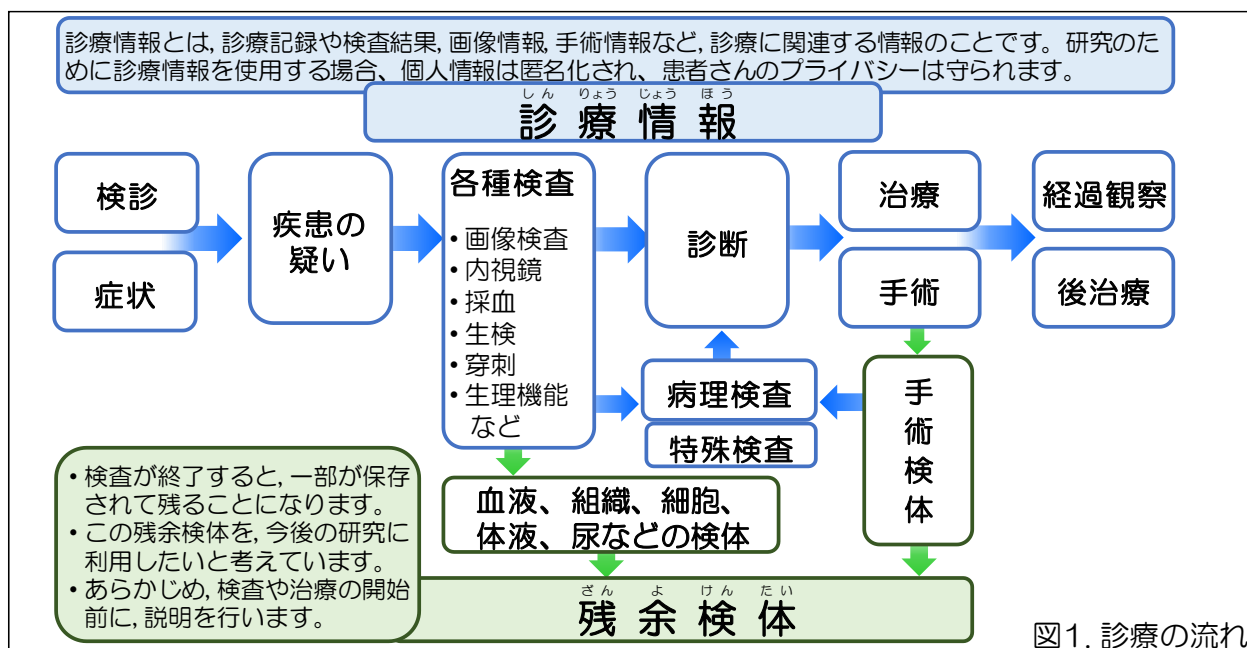 診療情報とは, 診療記録や検査結果, 画像情報, 手術情報など, 診療に関連する情報のことです。研究のた
めに診療情報を使用する場合、個人情報は匿名化され、患者さんのプライバシーは守られます。
しん りょう じょう ほう
診療情報
検診
症状
疾患の
疑い
各種検査
・画像検査
・内視鏡
・採血
・生検
・穿刺
・生理機能
など
診断
病理検査
特殊検査
治療
手術
経過観察
後治療
手術検体
血液、組織、細胞、
体液、尿などの検体
・検査が終了すると, 一部が保存
されて残ることになります。
・この残余検体を, 今後の研究に
利用したいと考えています。
・あらかじめ, 検査や治療の開始
前に, 説明を行います。
ざん よ けん たい
残余検体
図1. 診療の流れ